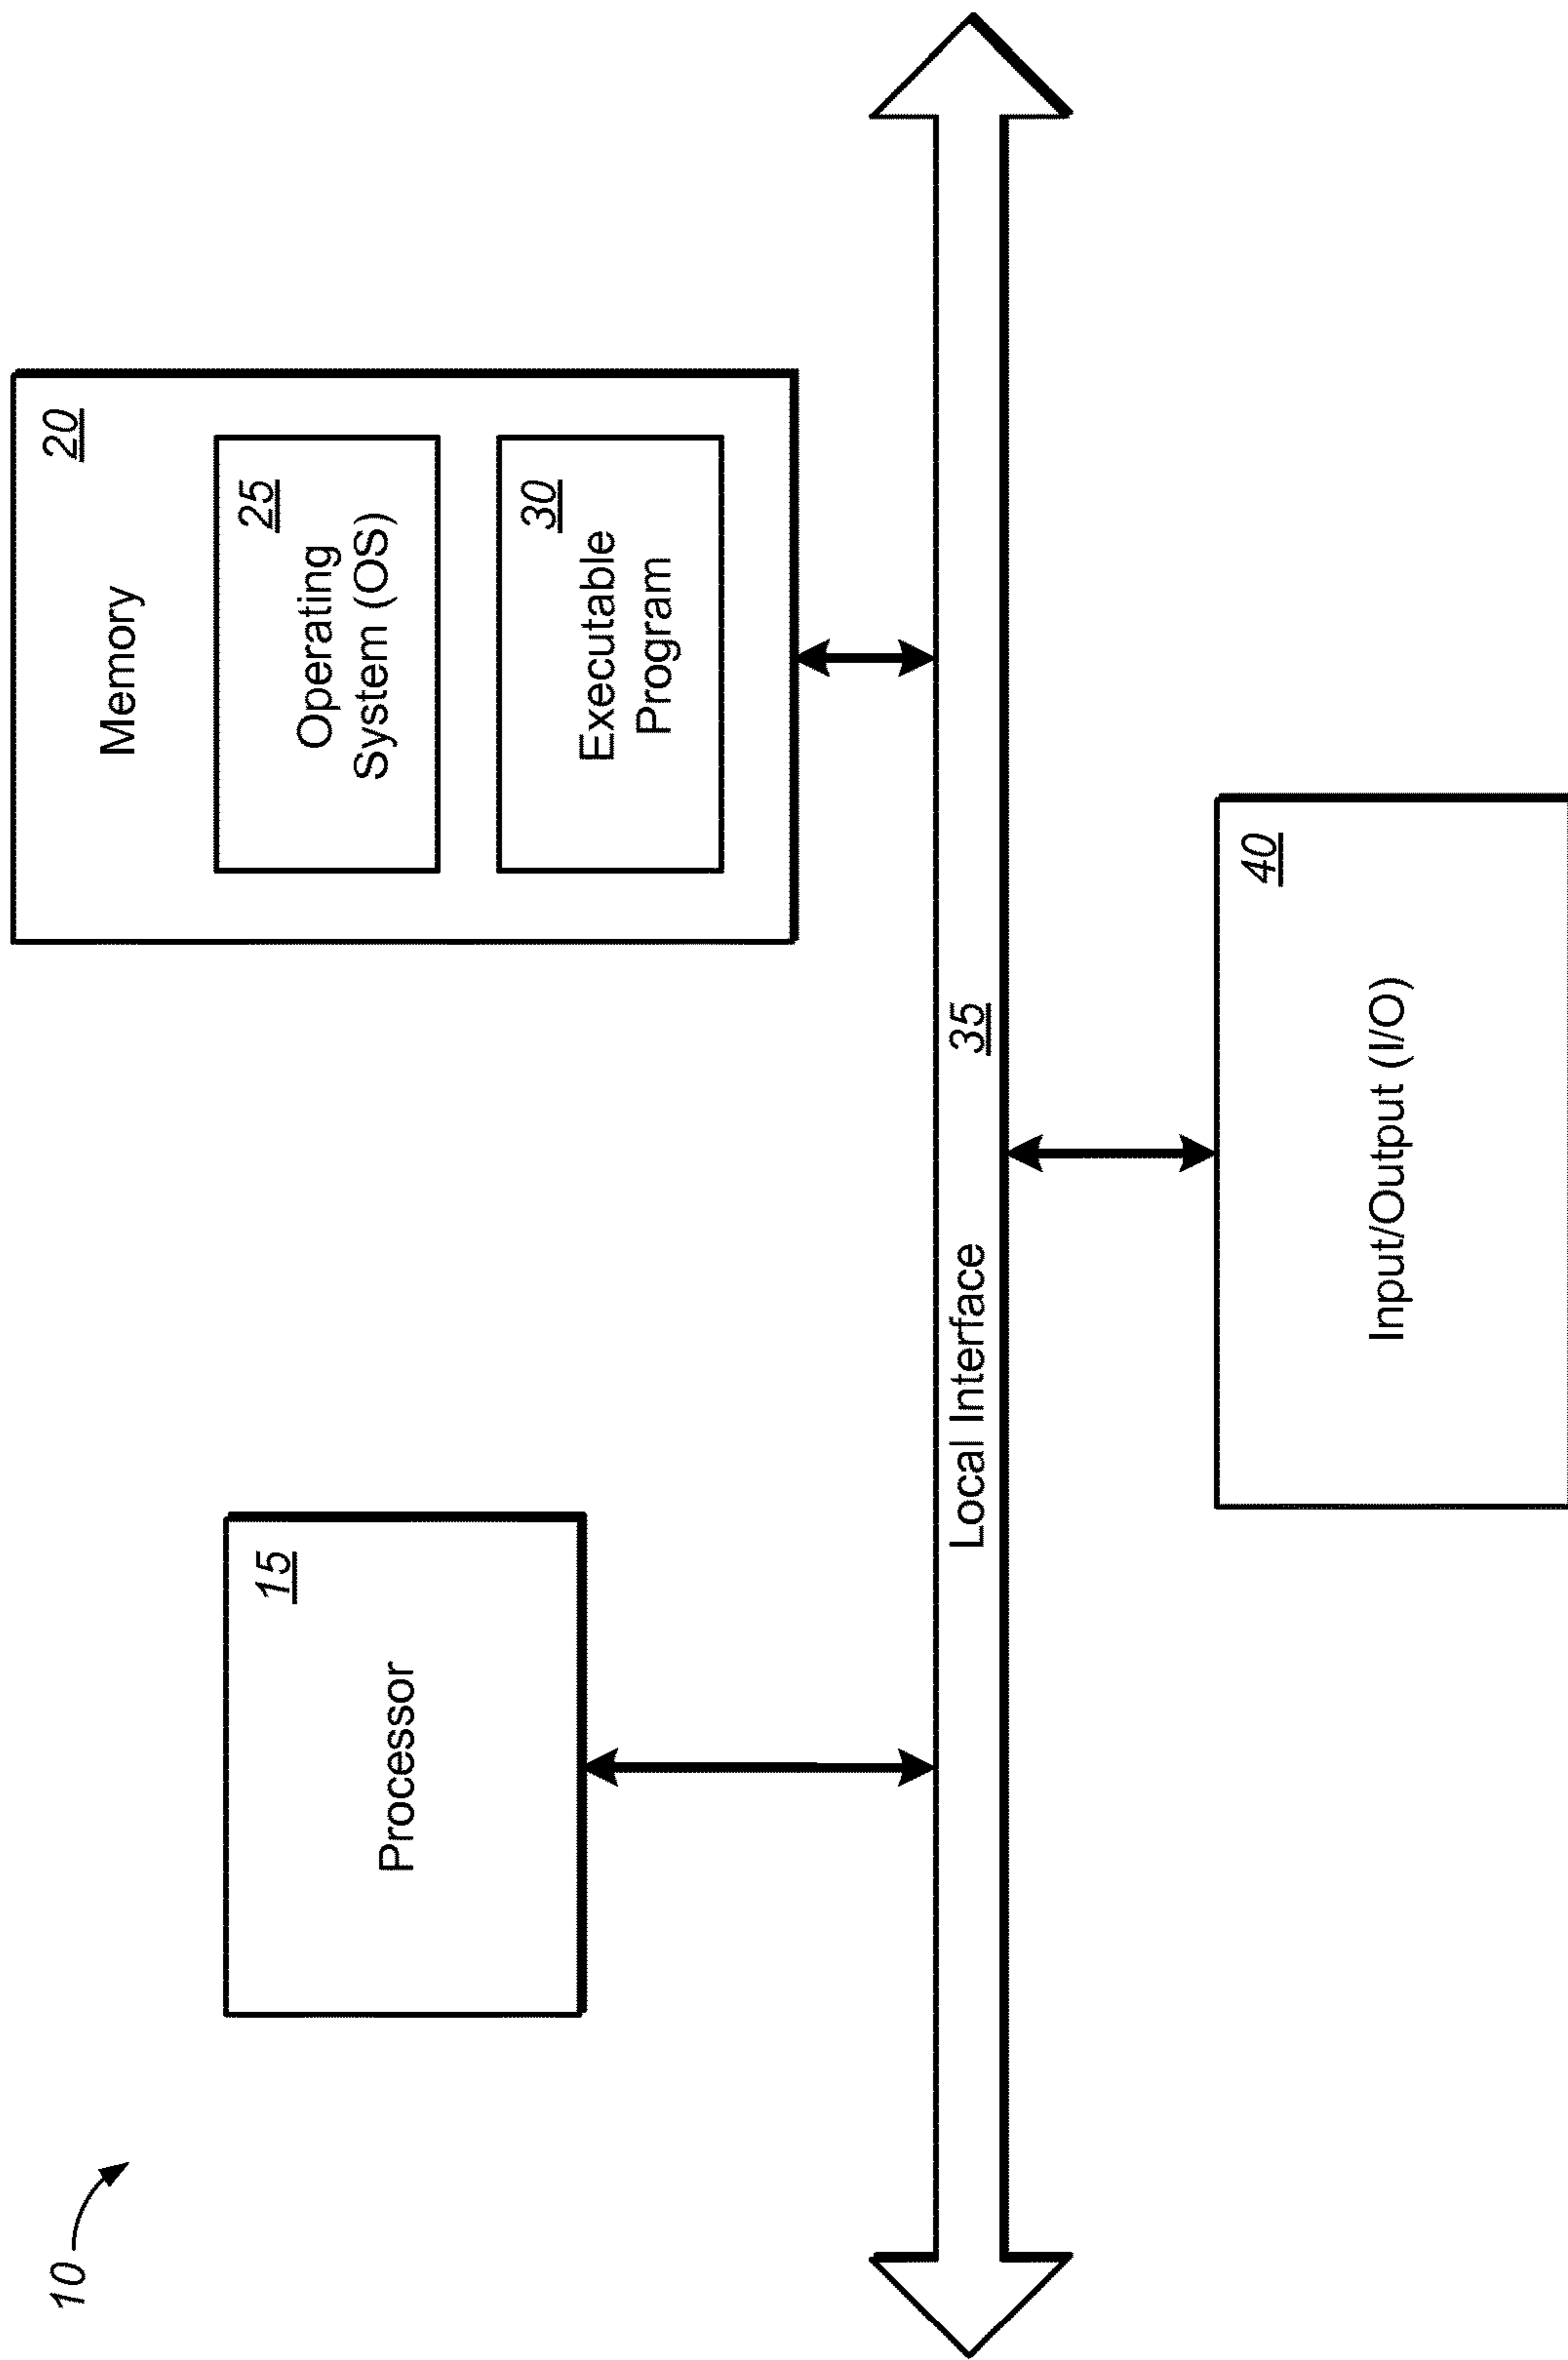 10
Processor
15
Memory
20
Operating
System (OS)
25
Executable
Program
30
Local Interface
35
Input/Output (I/O)
40